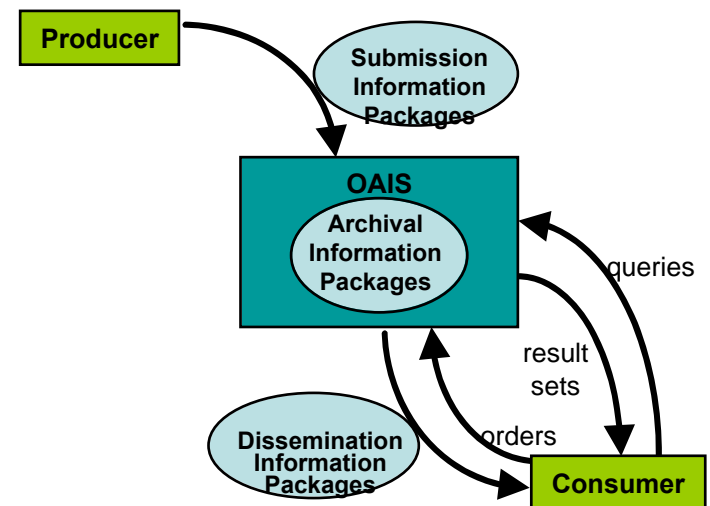 Producer
Submission
Information
Packages
OAIS
Archival
Information
Packages
queries
result
sets
orders
Dissemination
Information
Packages
Consumer